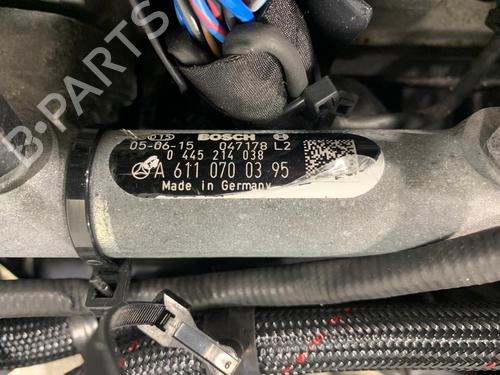 BOSCH
05-06-15 047178 L2
0 445 214 038
A 611 070 03 95
Made in Germany
B-PARTS